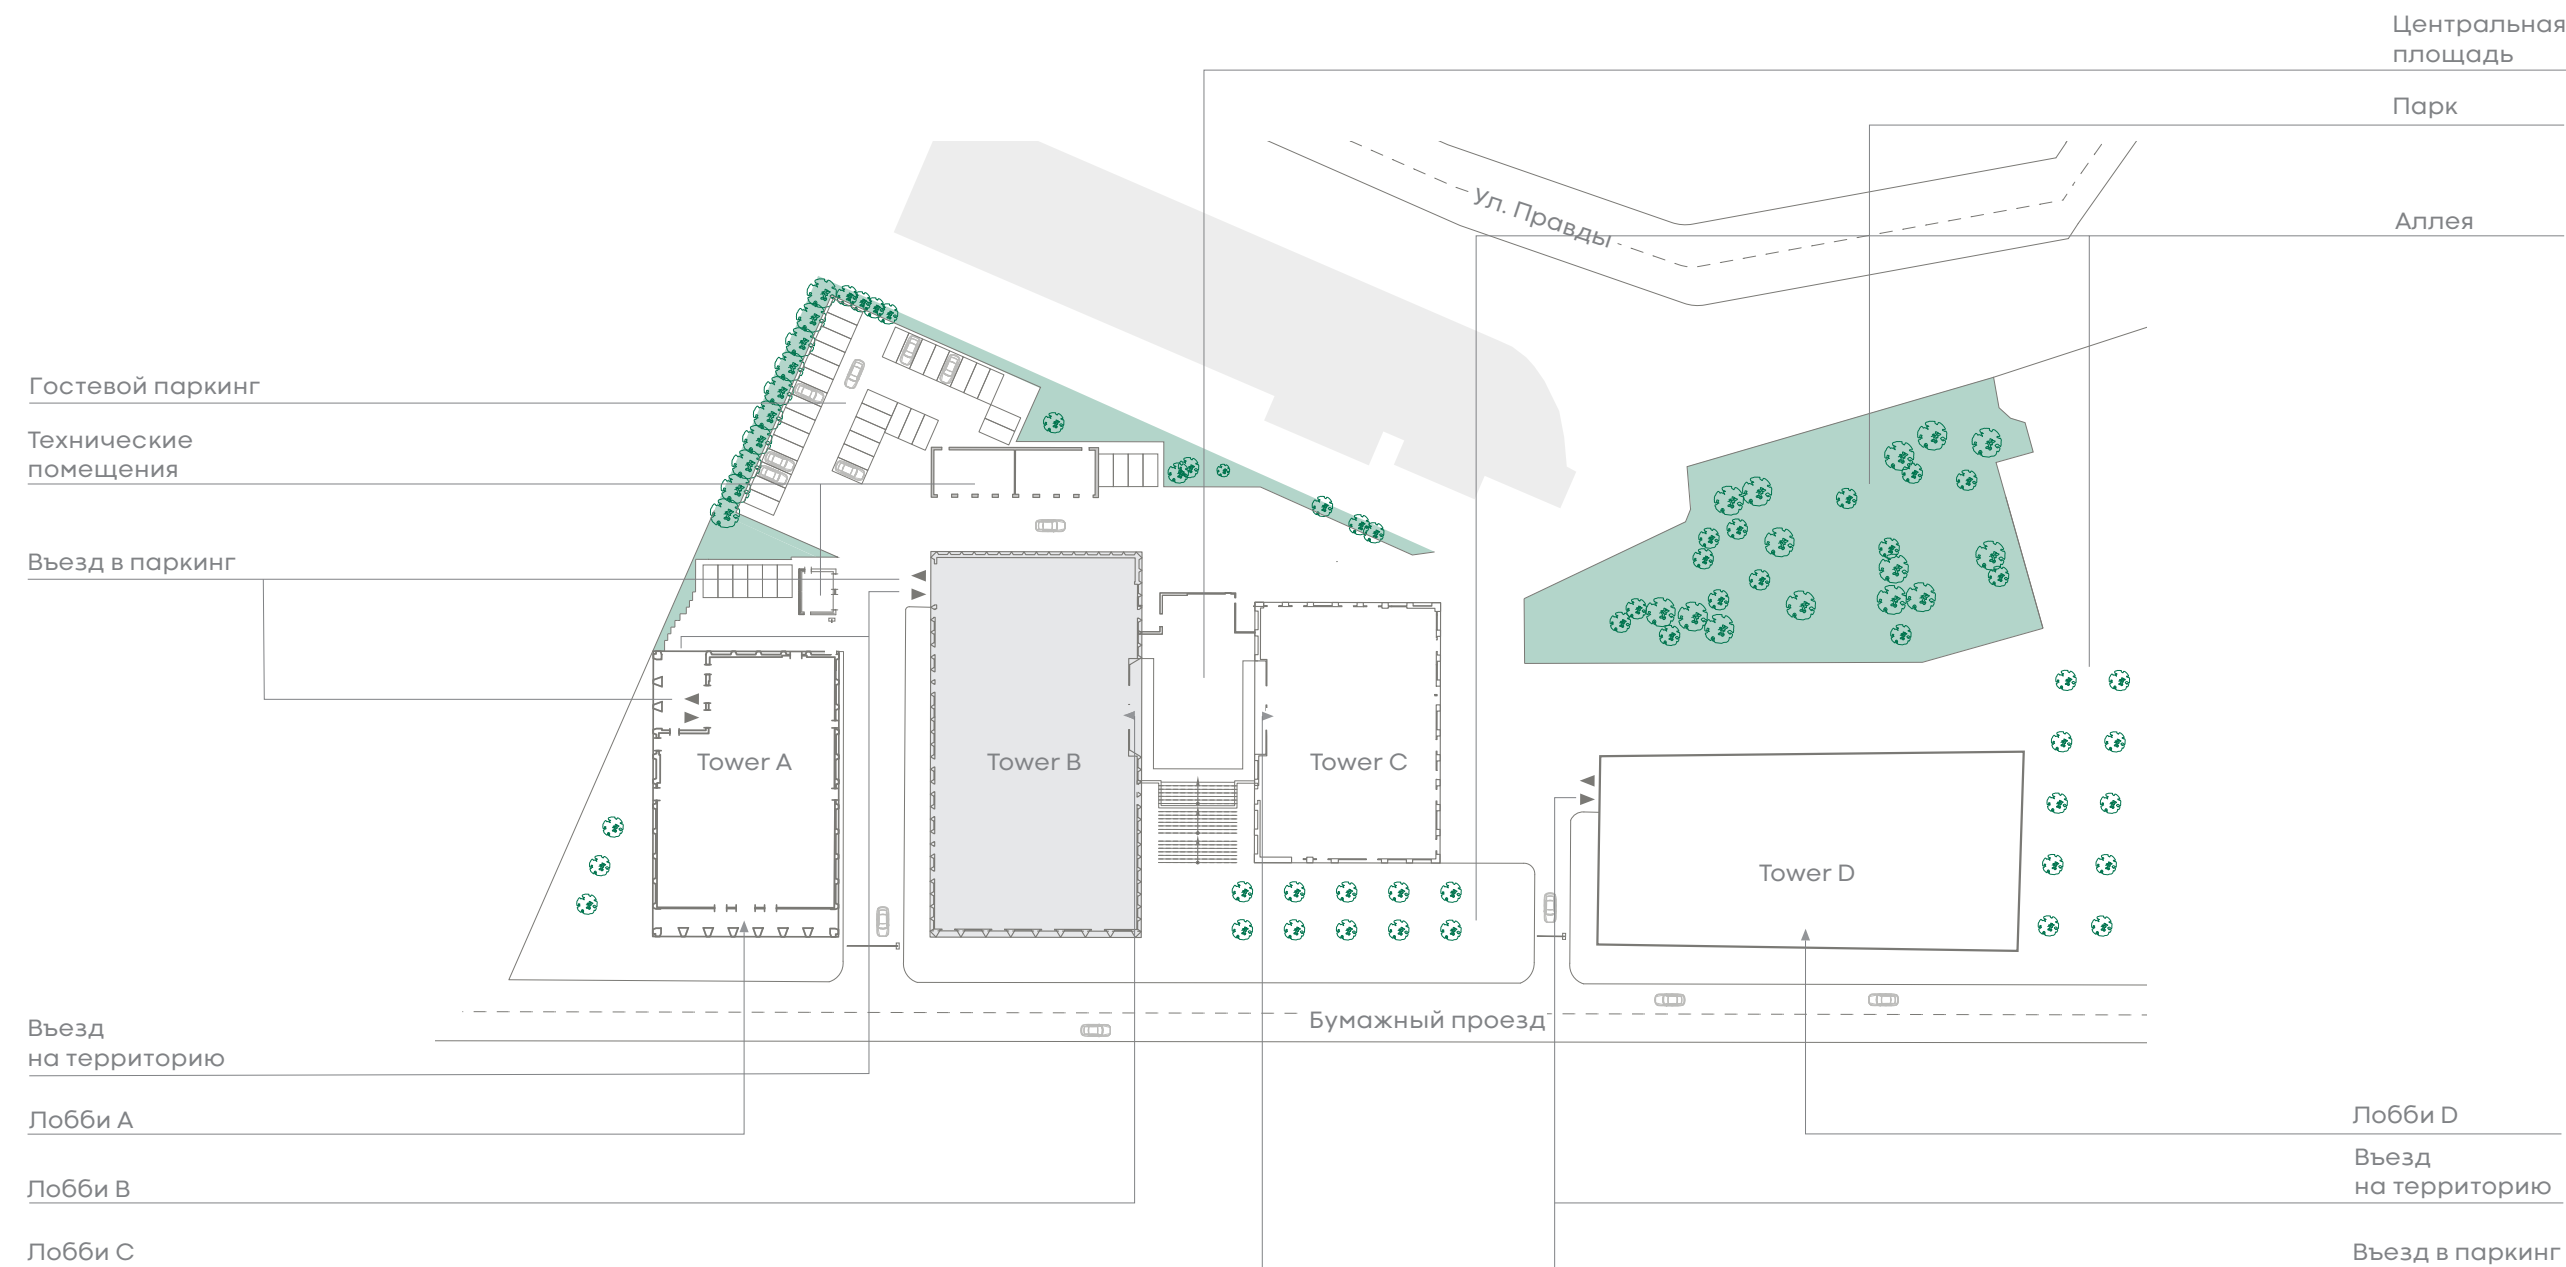 Центральная
площадь
Парк
Ул. Правды
Аллея
Гостевой паркинг
Технические
помещения
Въезд в паркинг
Tower A
Tower B
Tower C
Tower D
Бумажный проезд
Въезд
на территорию
Лобби A
Лобби B
Лобби C
Лобби D
Въезд
на территорию
Въезд в паркинг